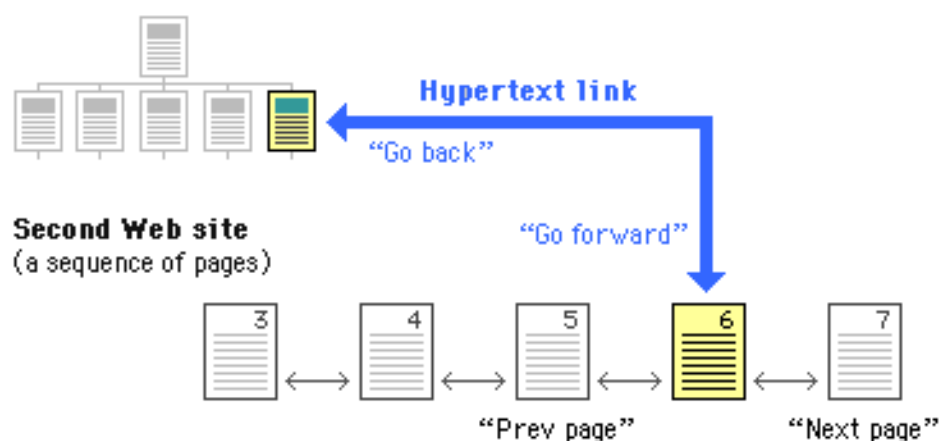 Hypertext link
“Go back”
Second Web site
(a sequence of pages)
“Go forward”
3
4
5
6
7
“Prev page”
“Next page”